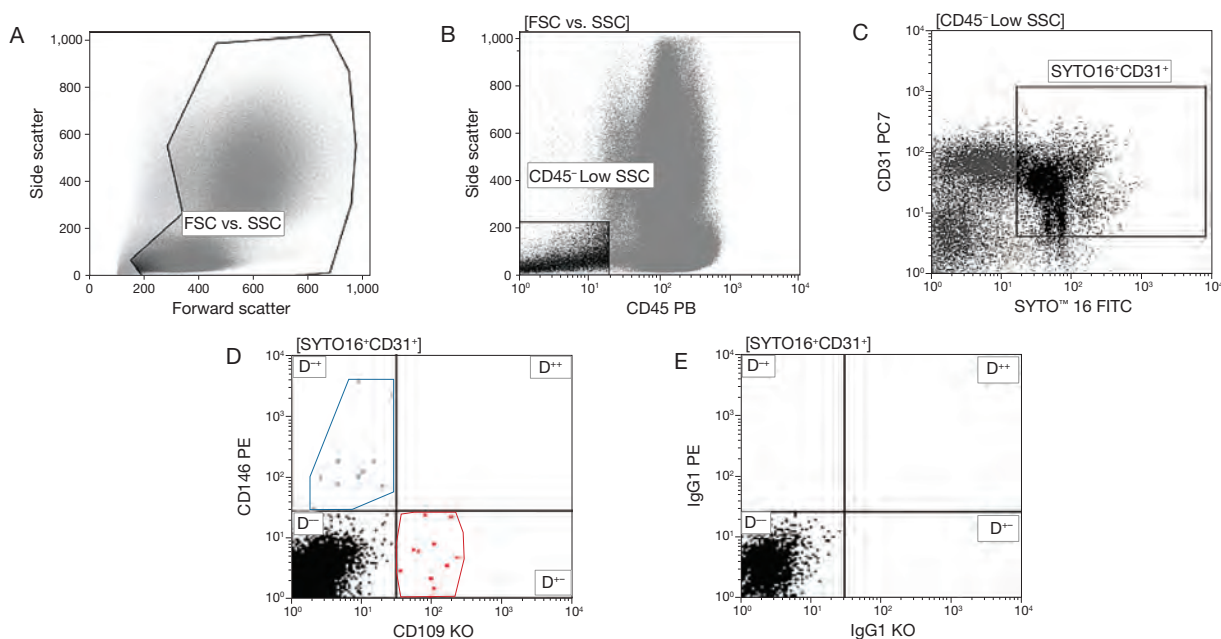 A
1,000
800
600
400
200
0
Side scatter
FSC vs. SSC
0 200 400 600 800 1,000
Forward scatter
B
[FSC vs. SSC]
1,000
800
600
400
200
0
Side scatter
CD45⁻ Low SSC
10⁰ 10¹ 10² 10³ 10⁴
CD45 PB
C
[CD45⁻ Low SSC]
10⁴
10³
10²
10¹
10⁰
CD31 PC7
SYTO16⁺CD31⁺
10⁰ 10¹ 10² 10³ 10⁴
SYTO™ 16 FITC
D
[SYTO16⁺CD31⁺]
10⁴
10³
10²
10¹
10⁰
CD146 PE
D⁻⁺ D⁺⁺
D⁻⁻
D⁺⁻
10⁰ 10¹ 10² 10³ 10⁴
CD109 KO
E
[SYTO16⁺CD31⁺]
10⁴
10³
10²
10¹
10⁰
IgG1 PE
D⁻⁺ D⁺⁺
D⁻⁻
D⁺⁻
10⁰ 10¹ 10² 10³ 10⁴
IgG1 KO